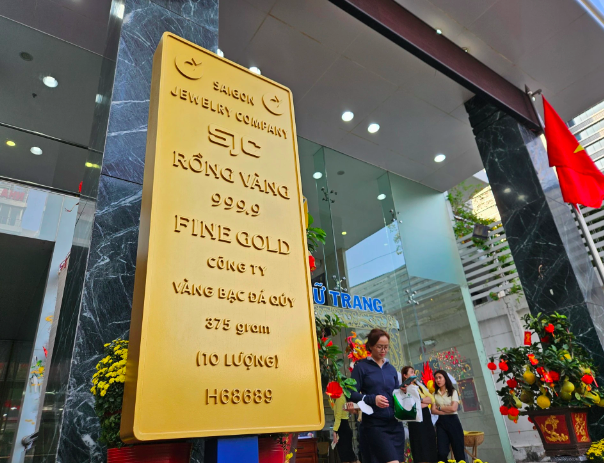 SAIGON
JEWELRY COMPANY
SJC
RỒNG VÀNG
999.9
FINE GOLD
CÔNG TY
VÀNG BẠC ĐÁ QÚY
375 gram
(10 LƯỢNG)
H68689
Ữ TRANG